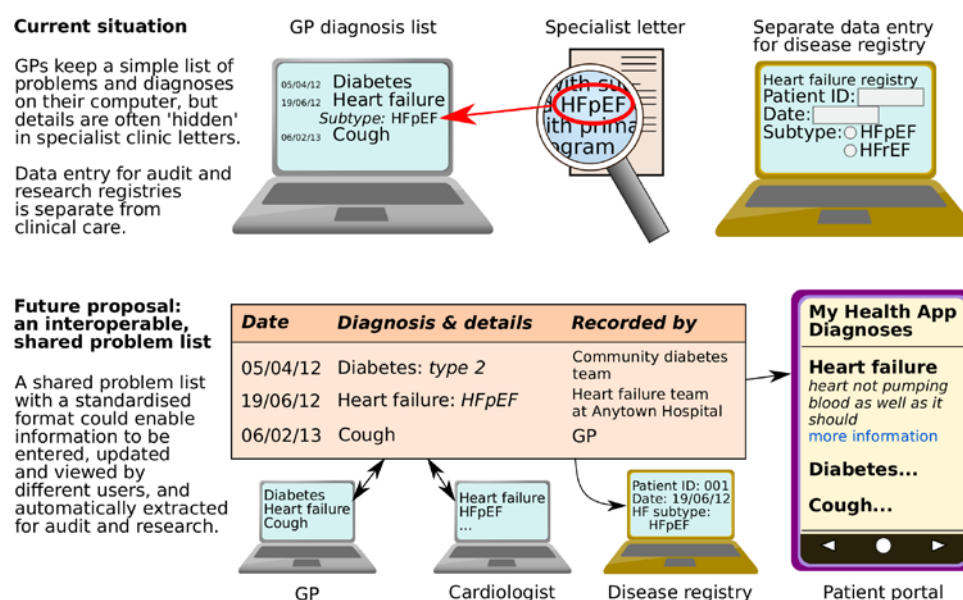 Current situation
GPs keep a simple list of
problems and diagnoses
on their computer, but
details are often 'hidden'
in specialist clinic letters.
Data entry for audit and
research registries
is separate from
clinical care.
GP diagnosis list
05/04/12 Diabetes
19/06/12 Heart failure
Subtype: HFpEF
06/02/13 Cough
Specialist letter
with su
HFpEF
ith prima
ogram
Separate data entry
for disease registry
Heart failure registry
Patient ID:
Date:
Subtype: HFpEF
HFrEF
Future proposal:
an interoperable,
shared problem list
A shared problem list
with a standardised
format could enable
information to be
entered, updated
and viewed by
different users, and
automatically extracted
for audit and research.
Date Diagnosis & details Recorded by
05/04/12 Diabetes: type 2 Community diabetes
team
19/06/12 Heart failure: HFpEF Heart failure team
at Anytown Hospital
06/02/13 Cough GP
Diabetes
Heart failure
Cough
GP
Heart failure
HFpEF
...
Cardiologist
Patient ID: 001
Date: 19/06/12
HF subtype:
HFpEF
Disease registry
My Health App
Diagnoses
Heart failure
heart not pumping
blood as well as it
should
more information
Diabetes...
Cough...
Patient portal